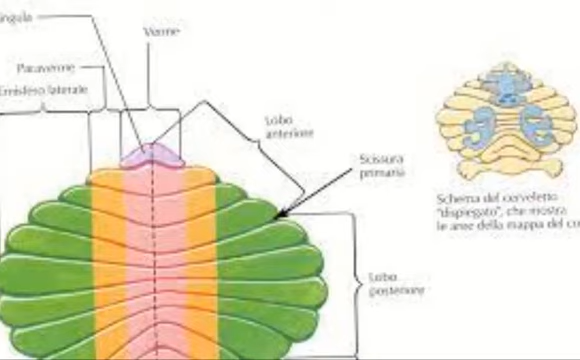 ingula
Verme
Paraverme
Emisfero laterale
Lobo
anteriore
Scissura
primaria
Schema del cervelletto
"dispiegato", che mostra
le aree della mappa del co
Lobo
posteriore